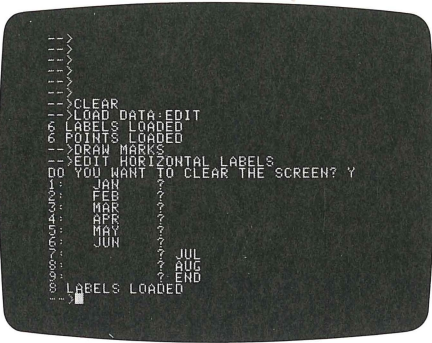 -->
-->
-->
-->
-->
-->CLEAR
-->LOAD DATA:EDIT
6 LABELS LOADED
6 POINTS LOADED
-->DRAW MARKS
-->EDIT HORIZONTAL LABELS
DO YOU WANT TO CLEAR THE SCREEN? Y
1: JAN ?
2: FEB ?
3: MAR ?
4: APR ?
5: MAY ?
6: JUN ?
7: ? JUL
8: ? AUG
9: ? END
8 LABELS LOADED
-->